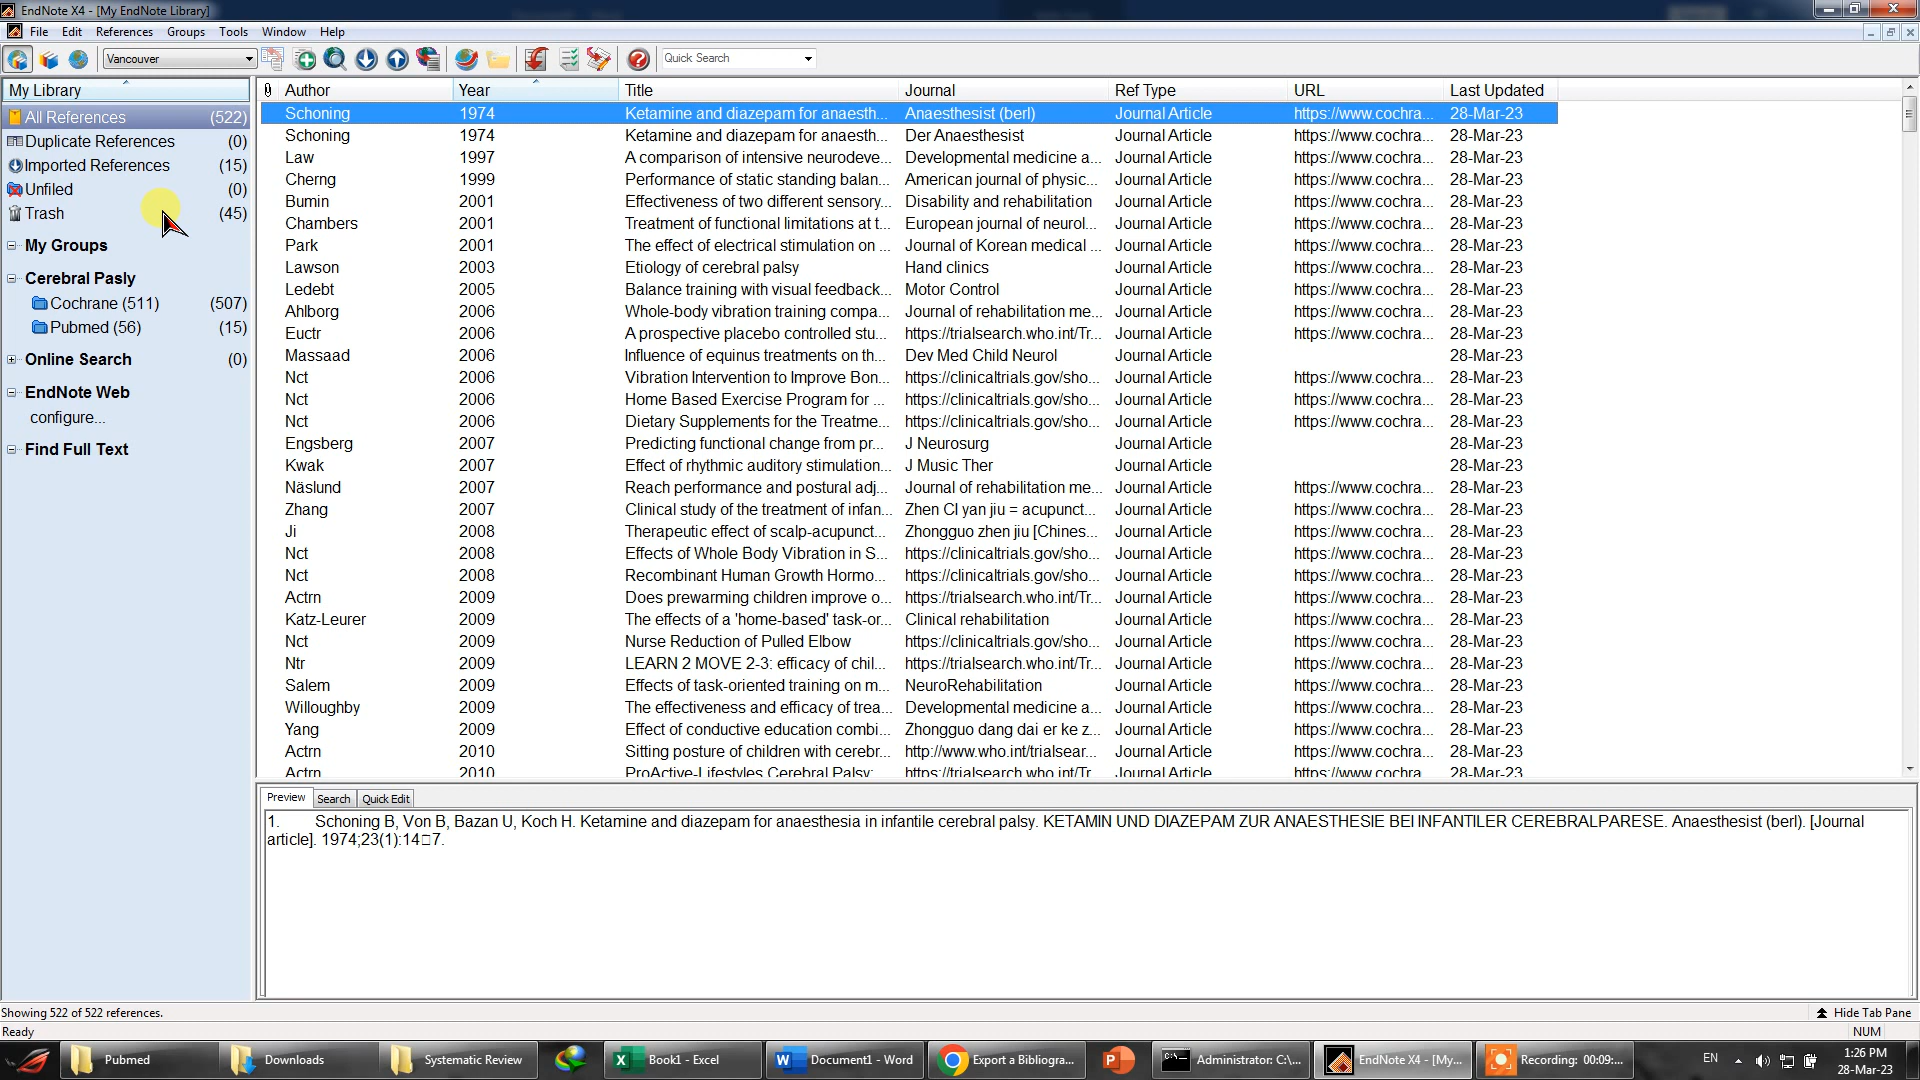 EndNote X4 - [My EndNote Library]
File Edit References Groups Tools Window Help
Vancouver Quick Search
My Library
All References (522)
Duplicate References (0)
Imported References (15)
Unfiled (0)
Trash (45)
My Groups
Cerebral Pasly
Cochrane (511) (507)
Pubmed (56) (15)
Online Search (0)
EndNote Web
configure...
Find Full Text
Author Year Title Journal Ref Type URL Last Updated
Schoning 1974 Ketamine and diazepam for anaesth... Anaesthesist (berl) Journal Article https://www.cochra... 28-Mar-23
Schoning 1974 Ketamine and diazepam for anaesth... Der Anaesthesist Journal Article https://www.cochra... 28-Mar-23
Law 1997 A comparison of intensive neurodeve... Developmental medicine a... Journal Article https://www.cochra... 28-Mar-23
Cherng 1999 Performance of static standing balan... American journal of physic... Journal Article https://www.cochra... 28-Mar-23
Bumin 2001 Effectiveness of two different sensory... Disability and rehabilitation Journal Article https://www.cochra... 28-Mar-23
Chambers 2001 Treatment of functional limitations at t... European journal of neurol... Journal Article https://www.cochra... 28-Mar-23
Park 2001 The effect of electrical stimulation on ... Journal of Korean medical ... Journal Article https://www.cochra... 28-Mar-23
Lawson 2003 Etiology of cerebral palsy Hand clinics Journal Article https://www.cochra... 28-Mar-23
Ledebt 2005 Balance training with visual feedback... Motor Control Journal Article https://www.cochra... 28-Mar-23
Ahlborg 2006 Whole-body vibration training compa... Journal of rehabilitation me... Journal Article https://www.cochra... 28-Mar-23
Euctr 2006 A prospective placebo controlled stu... https://trialsearch.who.int/Tr... Journal Article https://www.cochra... 28-Mar-23
Massaad 2006 Influence of equinus treatments on th... Dev Med Child Neurol Journal Article 28-Mar-23
Nct 2006 Vibration Intervention to Improve Bon... https://clinicaltrials.gov/sho... Journal Article https://www.cochra... 28-Mar-23
Nct 2006 Home Based Exercise Program for ... https://clinicaltrials.gov/sho... Journal Article https://www.cochra... 28-Mar-23
Nct 2006 Dietary Supplements for the Treatme... https://clinicaltrials.gov/sho... Journal Article https://www.cochra... 28-Mar-23
Engsberg 2007 Predicting functional change from pr... J Neurosurg Journal Article 28-Mar-23
Kwak 2007 Effect of rhythmic auditory stimulation... J Music Ther Journal Article 28-Mar-23
Näslund 2007 Reach performance and postural adj... Journal of rehabilitation me... Journal Article https://www.cochra... 28-Mar-23
Zhang 2007 Clinical study of the treatment of infan... Zhen CI yan jiu = acupunct... Journal Article https://www.cochra... 28-Mar-23
Ji 2008 Therapeutic effect of scalp-acupunct... Zhongguo zhen jiu [Chines... Journal Article https://www.cochra... 28-Mar-23
Nct 2008 Effects of Whole Body Vibration in S... https://clinicaltrials.gov/sho... Journal Article https://www.cochra... 28-Mar-23
Nct 2008 Recombinant Human Growth Hormo... https://clinicaltrials.gov/sho... Journal Article https://www.cochra... 28-Mar-23
Actrn 2009 Does prewarming children improve o... https://trialsearch.who.int/Tr... Journal Article https://www.cochra... 28-Mar-23
Katz-Leurer 2009 The effects of a 'home-based' task-or... Clinical rehabilitation Journal Article https://www.cochra... 28-Mar-23
Nct 2009 Nurse Reduction of Pulled Elbow https://clinicaltrials.gov/sho... Journal Article https://www.cochra... 28-Mar-23
Ntr 2009 LEARN 2 MOVE 2-3: efficacy of chil... https://trialsearch.who.int/Tr... Journal Article https://www.cochra... 28-Mar-23
Salem 2009 Effects of task-oriented training on m... NeuroRehabilitation Journal Article https://www.cochra... 28-Mar-23
Willoughby 2009 The effectiveness and efficacy of trea... Developmental medicine a... Journal Article https://www.cochra... 28-Mar-23
Yang 2009 Effect of conductive education combi... Zhongguo dang dai er ke z... Journal Article https://www.cochra... 28-Mar-23
Actrn 2010 Sitting posture of children with cerebr... http://www.who.int/trialsear... Journal Article https://www.cochra... 28-Mar-23
Actrn 2010 ProActive-Lifestyles Cerebral Palsy: https://trialsearch.who.int/Tr Journal Article https://www.cochra 28-Mar-23
Preview Search Quick Edit
1. Schoning B, Von B, Bazan U, Koch H. Ketamine and diazepam for anaesthesia in infantile cerebral palsy. KETAMIN UND DIAZEPAM ZUR ANAESTHESIE BEI INFANTILER CEREBRALPARESE. Anaesthesist (berl). [Journal
article]. 1974;23(1):14□7.
Showing 522 of 522 references. Hide Tab Pane
Ready NUM
Pubmed Downloads Systematic Review Book1 - Excel Document1 - Word Export a Bibliogra... Administrator: C:\... EndNote X4 - [My... Recording: 00:09:... EN 1:26 PM
28-Mar-23